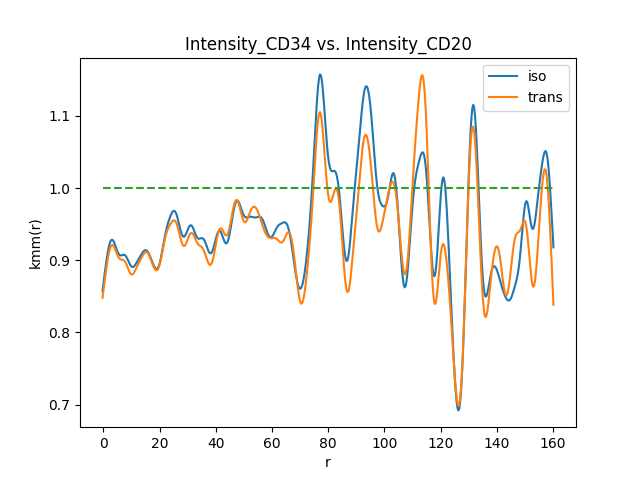 Intensity_CD34 vs. Intensity_CD20
iso
trans
kmm(r)
1.1
1.0
0.9
0.8
0.7
0 20 40 60 80 100 120 140 160
r